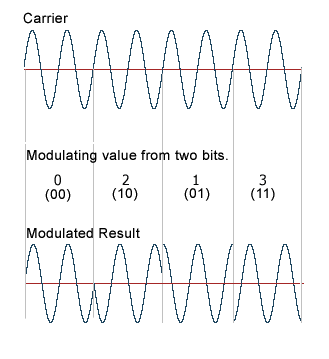 Carrier
Modulating value from two bits.
0 2 1 3
(00) (10) (01) (11)
Modulated Result